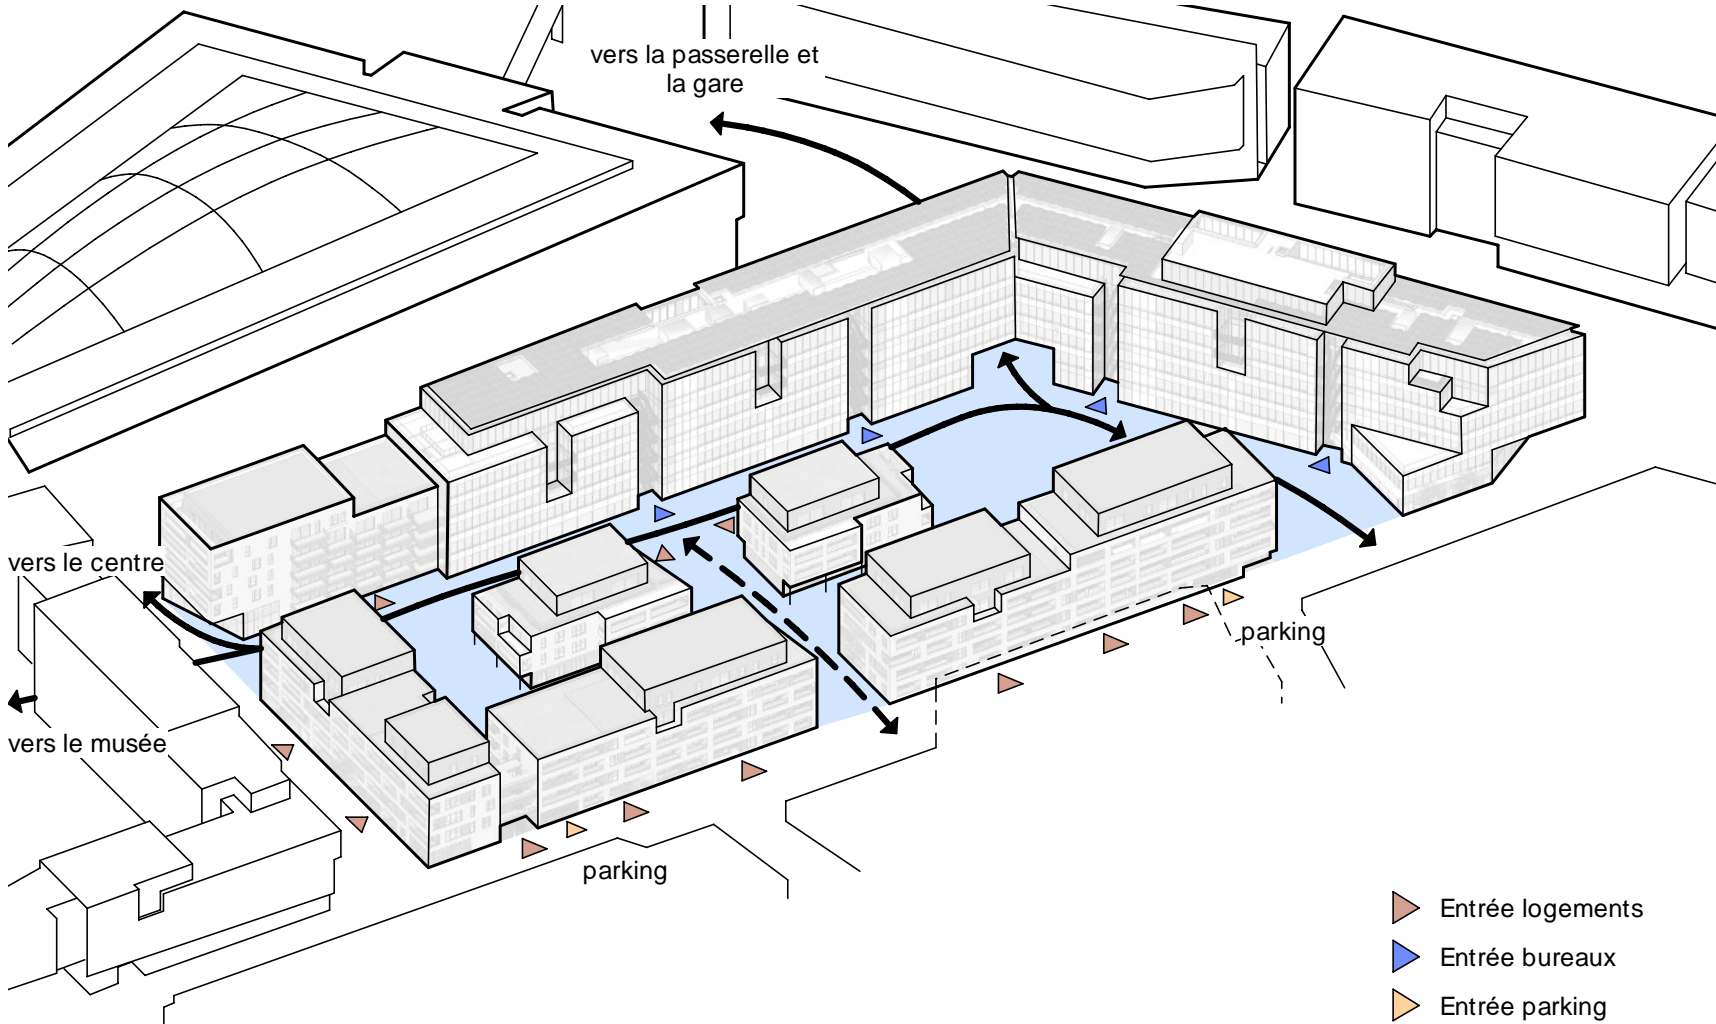 vers la passerelle et
la gare
vers le centre
parking
vers le musée
parking
Entrée logements
Entrée bureaux
Entrée parking